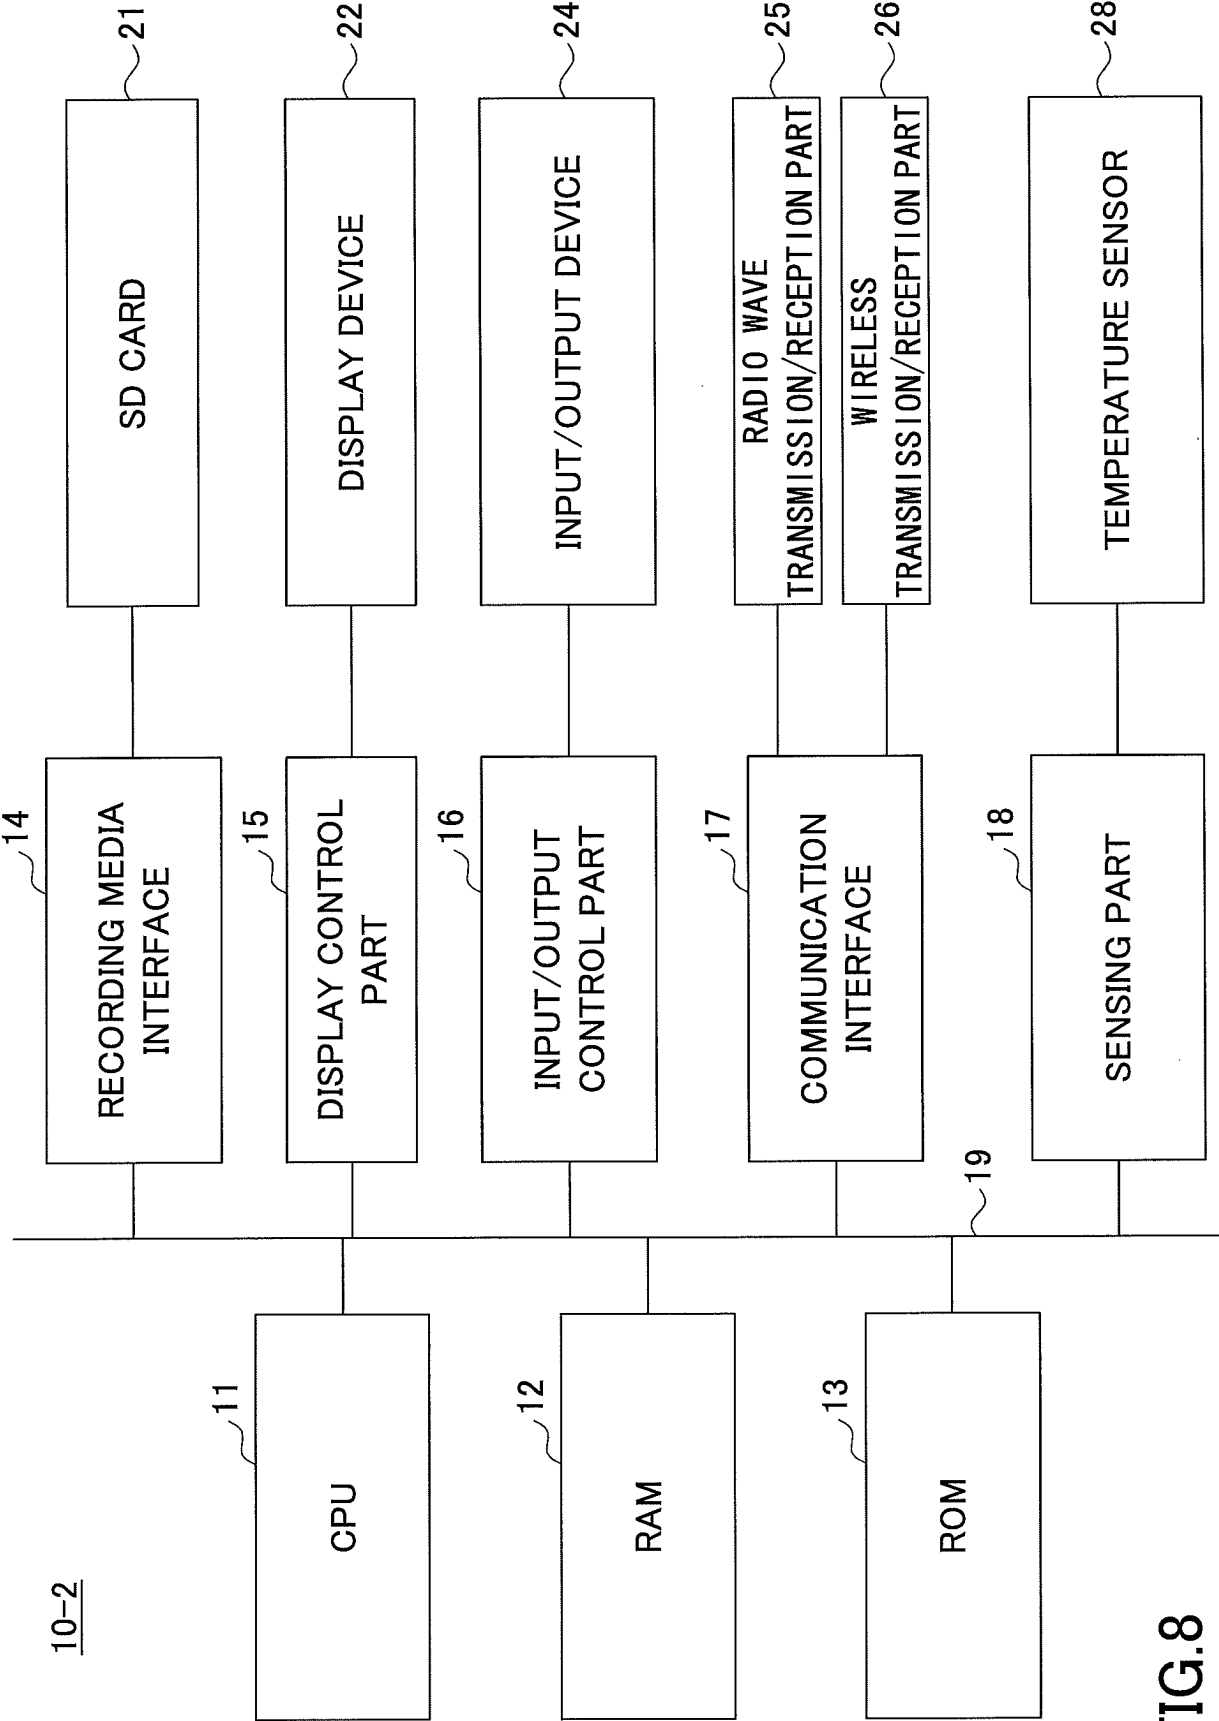 10-2
11
CPU
12
RAM
13
ROM
19
14
RECORDING MEDIA
INTERFACE
21
SD CARD
15
DISPLAY CONTROL
PART
22
DISPLAY DEVICE
16
INPUT/OUTPUT
CONTROL PART
24
INPUT/OUTPUT DEVICE
17
COMMUNICATION
INTERFACE
25
RADIO WAVE
TRANSMISSION/RECEPTION PART
26
WIRELESS
TRANSMISSION/RECEPTION PART
18
SENSING PART
28
TEMPERATURE SENSOR
FIG.8